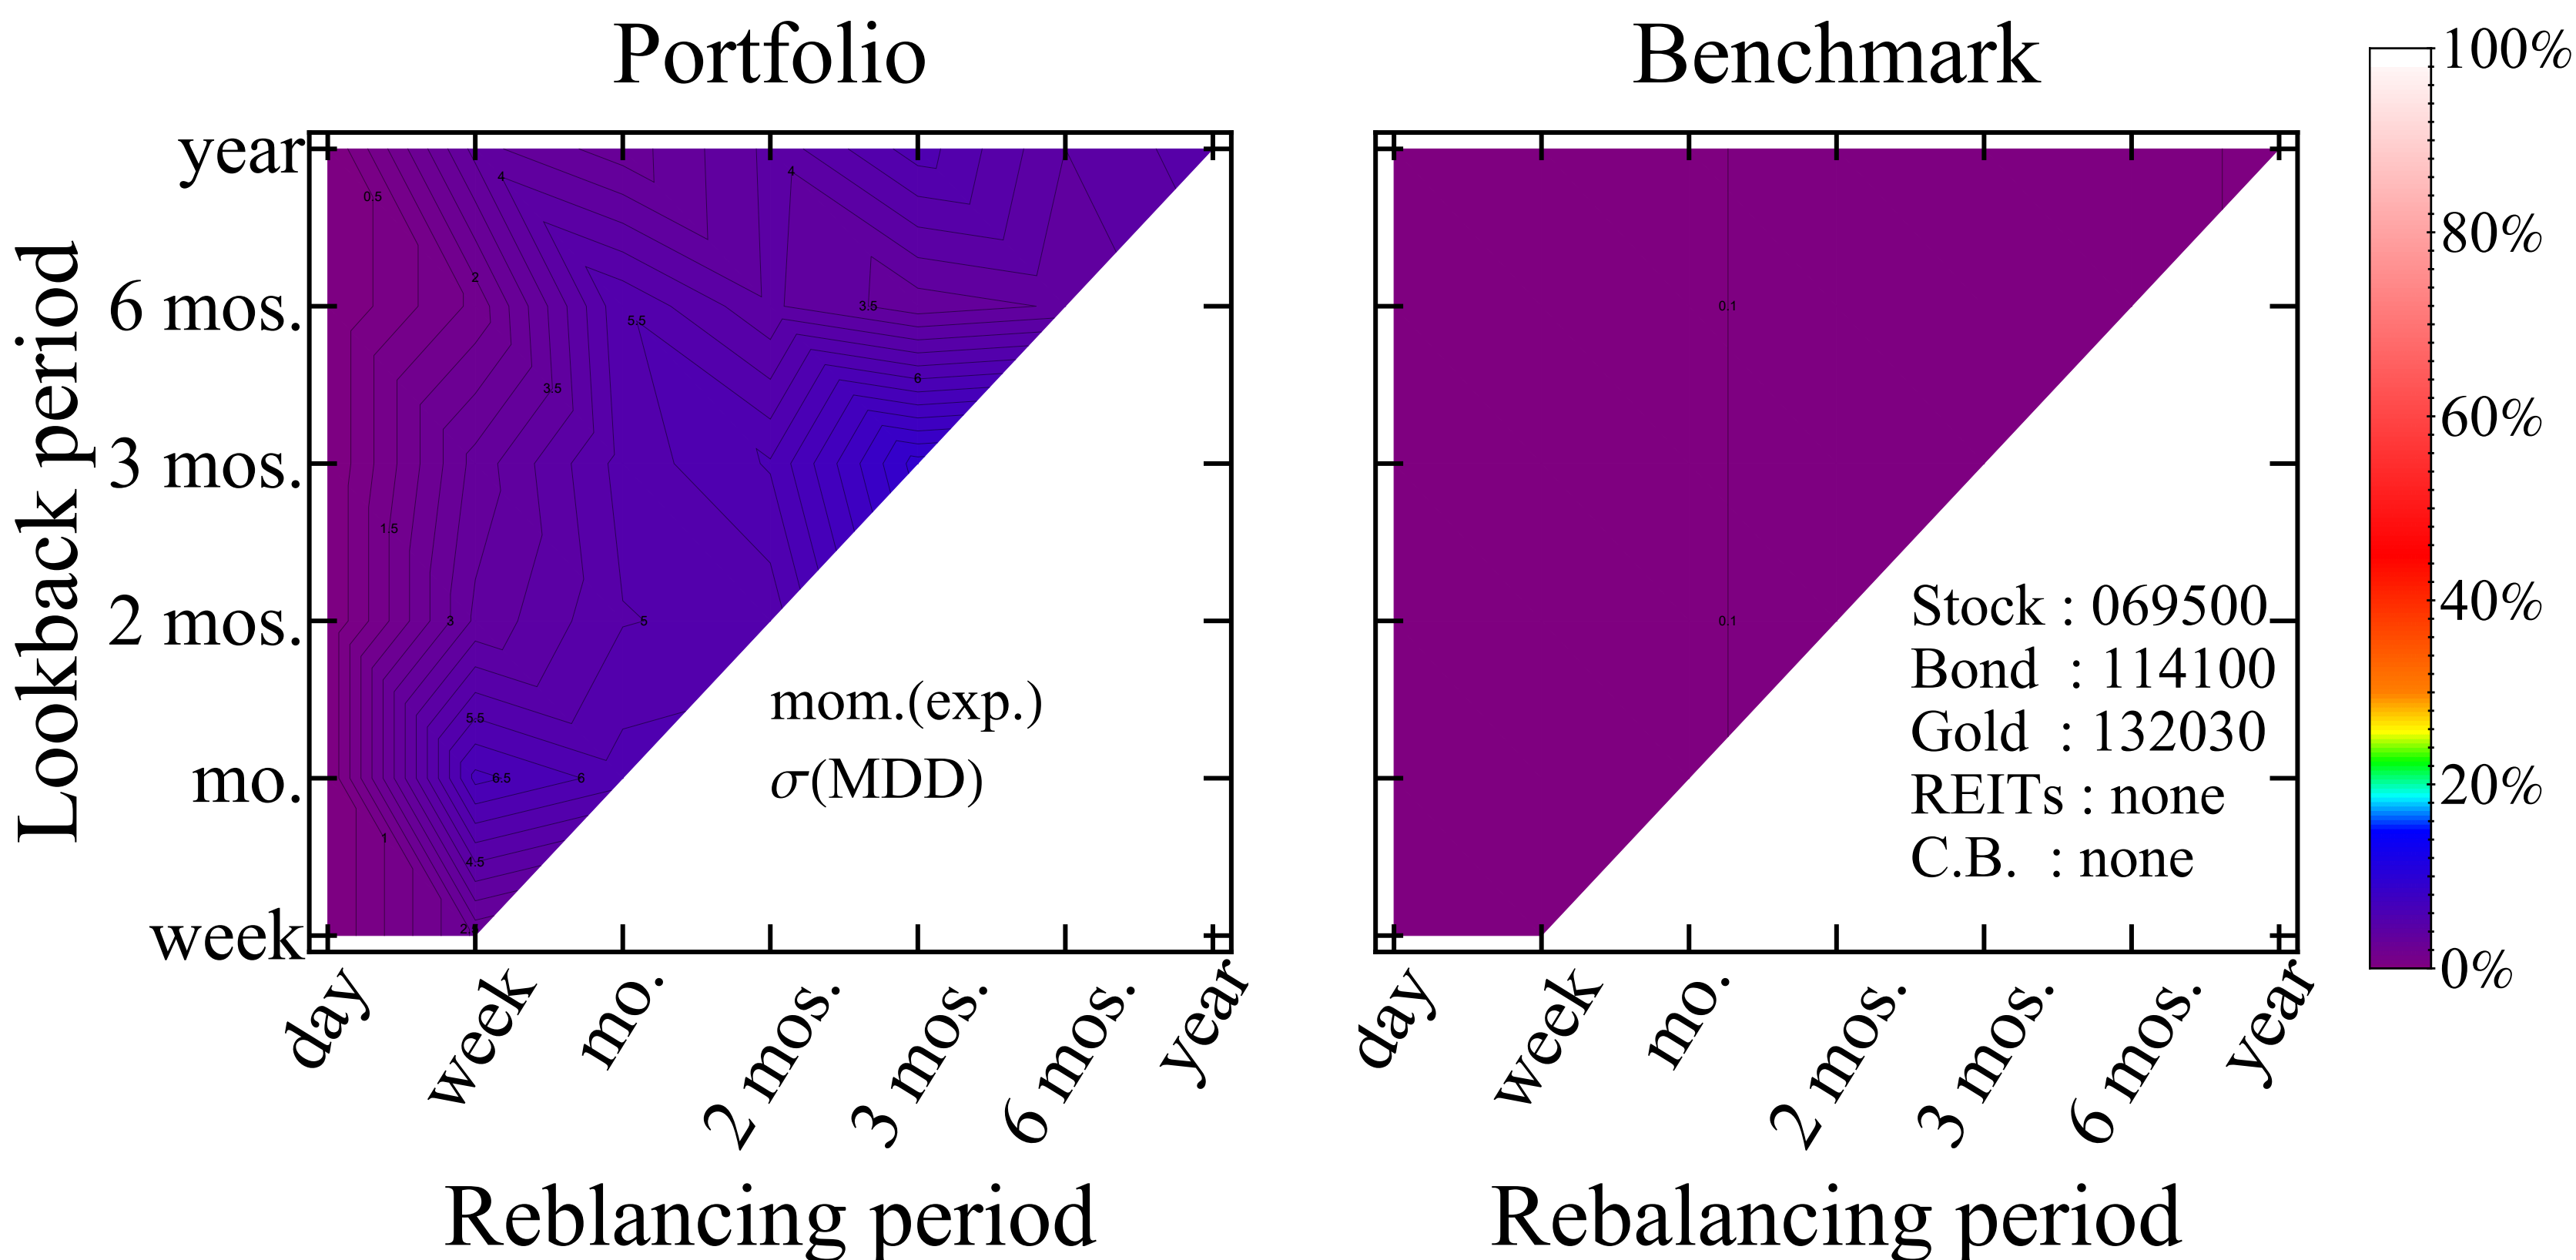 Portfolio
Benchmark
Lookback period
year
6 mos.
3 mos.
2 mos.
mo.
week
4
4
0.5
2
3.5
5.5
3.5
6
1.5
3
5
5.5
6.5
6
1
4.5
mom.(exp.)
σ(MDD)
day
week
mo.
2 mos.
3 mos.
6 mos.
year
Reblancing period
0.1
0.1
Stock : 069500
Bond : 114100
Gold : 132030
REITs : none
C.B. : none
day
week
mo.
2 mos.
3 mos.
6 mos.
year
Rebalancing period
100%
80%
60%
40%
20%
0%